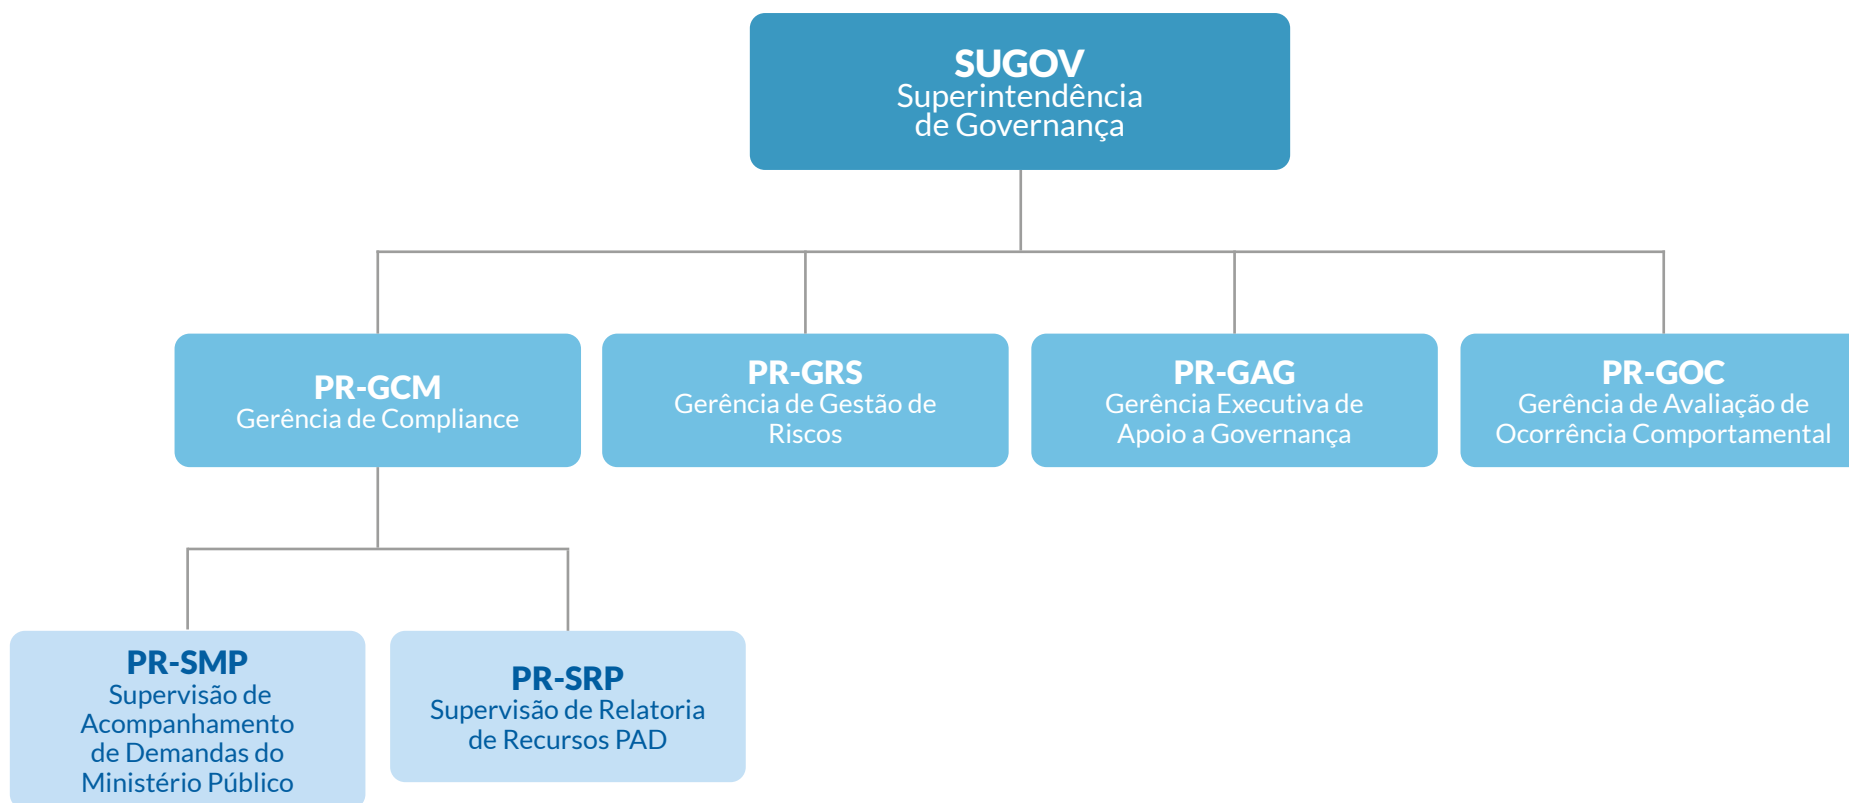 SUGOV
Superintendência
de Governança
PR-GCM
Gerência de Compliance
PR-GRS
Gerência de Gestão de
Riscos
PR-GAG
Gerência Executiva de
Apoio a Governança
PR-GOC
Gerência de Avaliação de
Ocorrência Comportamental
PR-SMP
Supervisão de
Acompanhamento
de Demandas do
Ministério Público
PR-SRP
Supervisão de Relatoria
de Recursos PAD